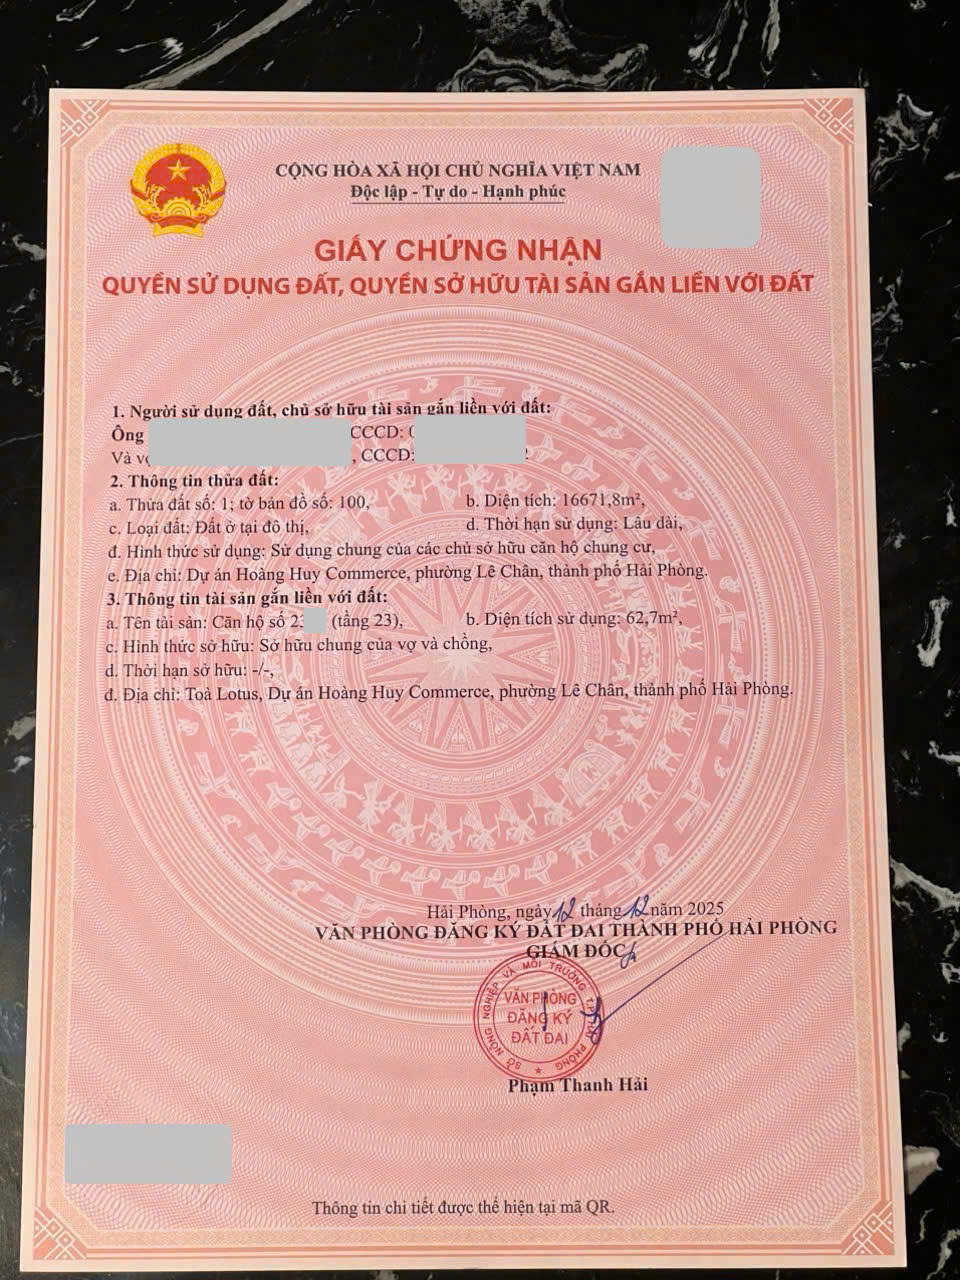 CỘNG HÒA XÃ HỘI CHỦ NGHĨA VIỆT NAM
Độc lập - Tự do - Hạnh phúc
GIẤY CHỨNG NHẬN
QUYỀN SỬ DỤNG ĐẤT, QUYỀN SỞ HỮU TÀI SẢN GẮN LIỀN VỚI ĐẤT
1. Người sử dụng đất, chủ sở hữu tài sản gắn liền với đất:
Ông CCCD:
Và , CCCD:
2. Thông tin thửa đất:
a. Thửa đất số: 1; tờ bản đồ số: 100, b. Diện tích: 16671,8m²,
c. Loại đất: Đất ở tại đô thị, d. Thời hạn sử dụng: Lâu dài,
đ. Hình thức sử dụng: Sử dụng chung của các chủ sở hữu căn hộ chung cư,
e. Địa chỉ: Dự án Hoàng Huy Commerce, phường Lê Chân, thành phố Hải Phòng.
3. Thông tin tài sản gắn liền với đất:
a. Tên tài sản: Căn hộ số (tầng 23), b. Diện tích sử dụng: 62,7m²,
c. Hình thức sở hữu: Sở hữu chung của vợ và chồng,
d. Thời hạn sở hữu: -/-,
đ. Địa chỉ: Toà Lotus, Dự án Hoàng Huy Commerce, phường Lê Chân, thành phố Hải Phòng.
Hải Phòng, ngày 12 tháng 12 năm 2025
VĂN PHÒNG ĐĂNG KÝ ĐẤT ĐAI THÀNH PHỐ HẢI PHÒNG
GIÁM ĐỐC
SỞ NÔNG NGHIỆP VÀ MÔI TRƯỜNG T.P HẢI PHÒNG
VĂN PHÒNG
ĐĂNG KÝ
ĐẤT ĐAI
Phạm Thanh Hải
Thông tin chi tiết được thể hiện tại mã QR.